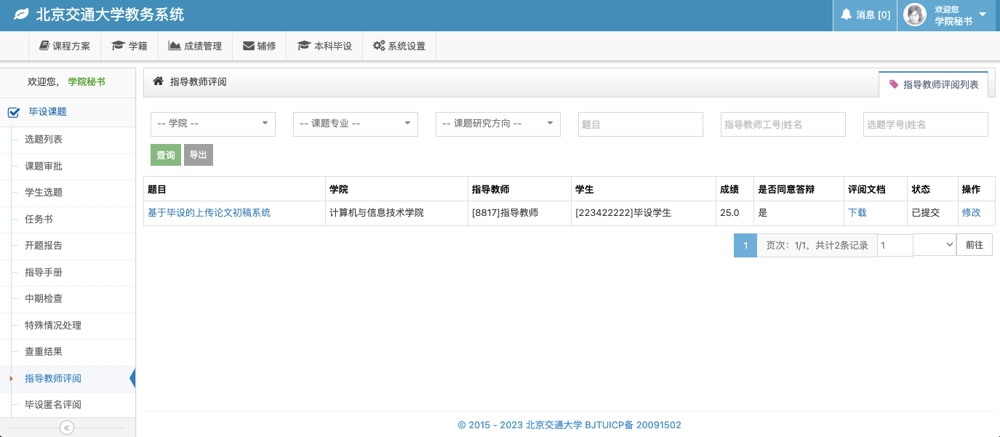 北京交通大学教务系统
消息 [0]
欢迎您
学院秘书
课程方案 学籍 成绩管理 辅修 本科毕设 系统设置
欢迎您， 学院秘书
毕设课题
选题列表
课题审批
学生选题
任务书
开题报告
指导手册
中期检查
特殊情况处理
查重结果
指导教师评阅
毕设匿名评阅
指导教师评阅
指导教师评阅列表
-- 学院 -- -- 课题专业 -- -- 课题研究方向 -- 题目 指导教师工号|姓名 选题学号|姓名
查询 导出
题目 学院 指导教师 学生 成绩 是否同意答辩 评阅文档 状态 操作
基于毕设的上传论文初稿系统 计算机与信息技术学院 [8817]指导教师 [223422222]毕设学生 25.0 是 下载 已提交 修改
1 页次：1/1，共计2条记录 1 前往
© 2015 - 2023 北京交通大学 BJTUICP备 20091502